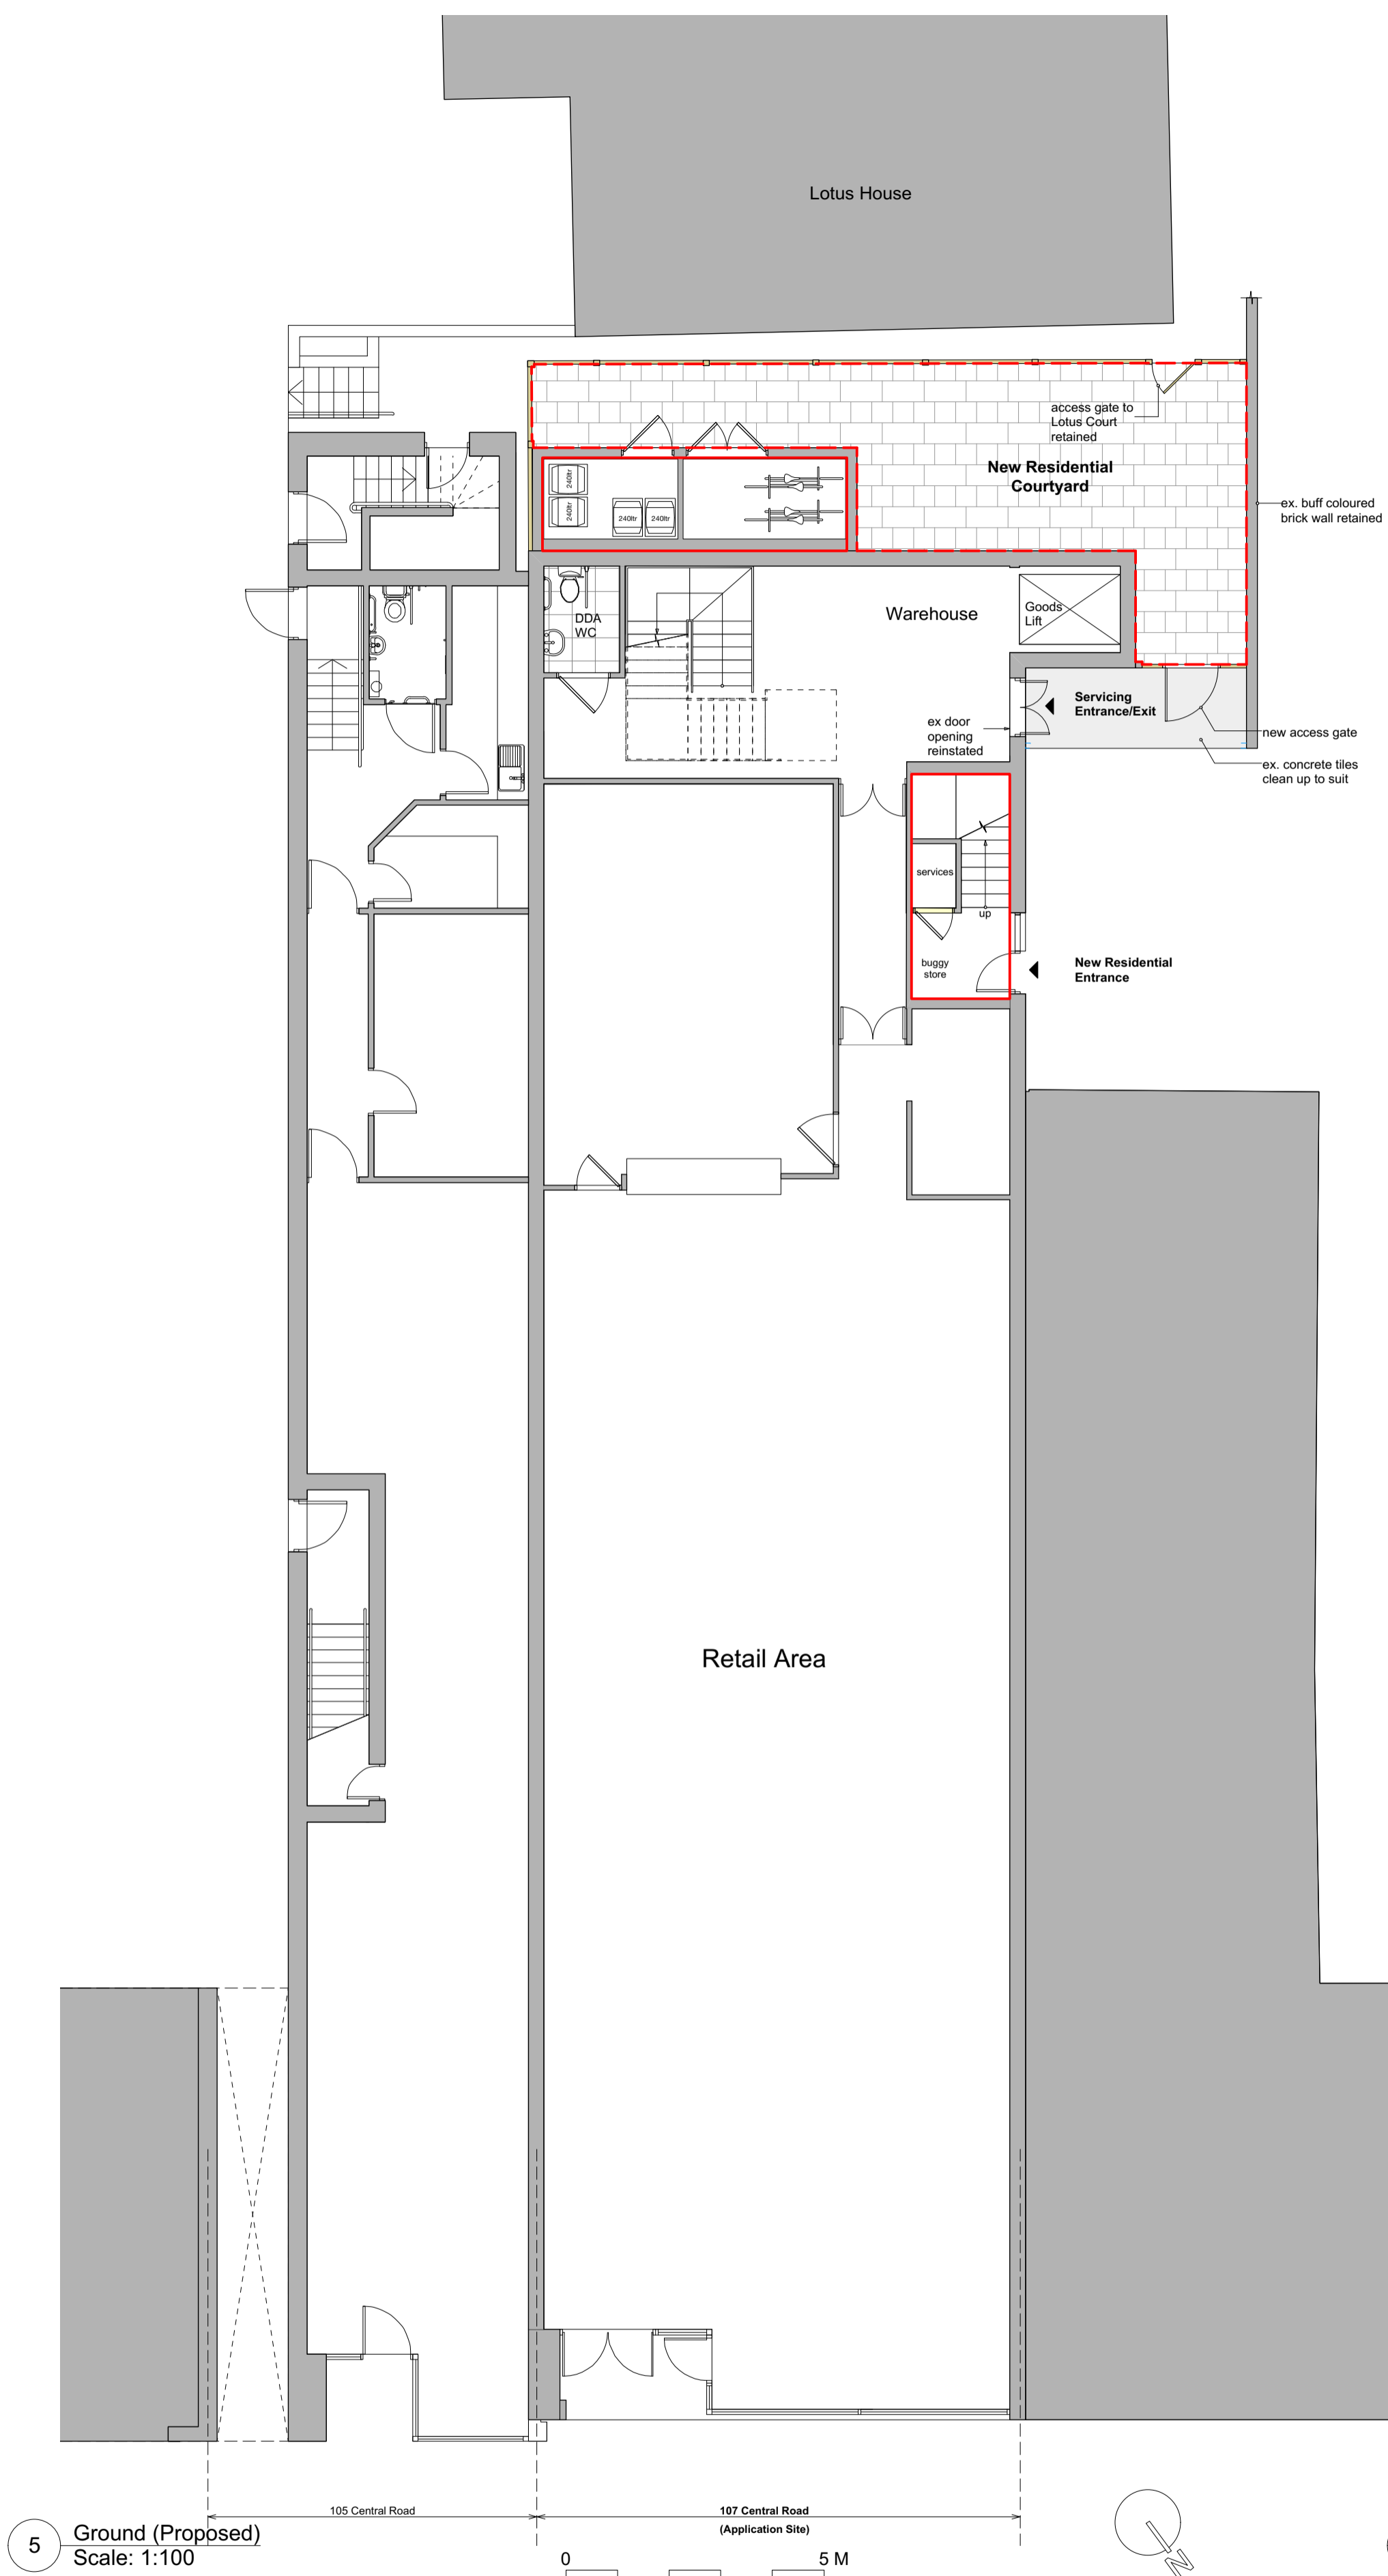 Lotus House
access gate to
Lotus Court
retained
New Residential
Courtyard
ex. buff coloured
brick wall retained
240ltr
240ltr
240ltr
240ltr
DDA
WC
Warehouse
Goods
Lift
Servicing
Entrance/Exit
ex door
opening
reinstated
new access gate
ex. concrete tiles
clean up to suit
services
up
buggy
store
New Residential
Entrance
Retail Area
105 Central Road
107 Central Road
(Application Site)
5
Ground (Proposed)
Scale: 1:100
0
5 M
N